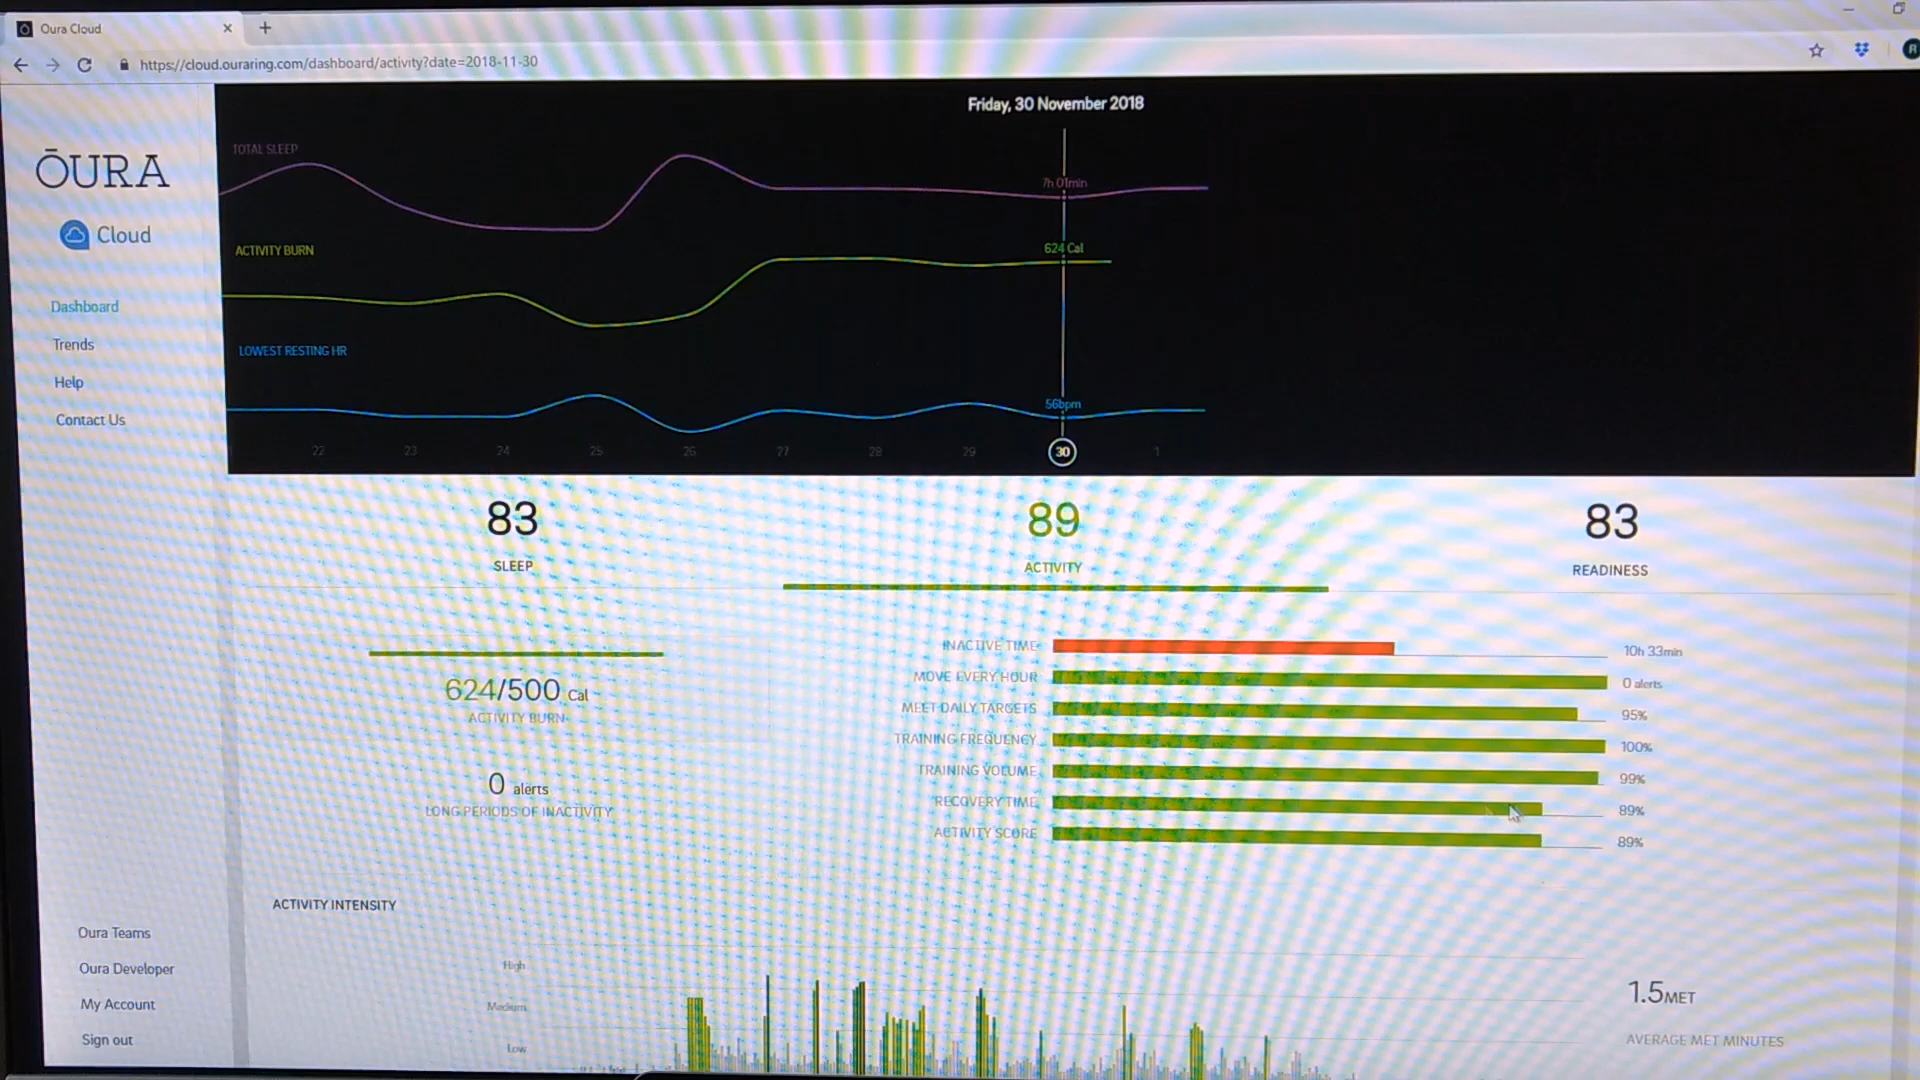 Oura Cloud
https://cloud.ouraring.com/dashboard/activity?date=2018-11-30
Friday, 30 November 2018
ŌURA
Cloud
Dashboard
Trends
Help
Contact Us
TOTAL SLEEP
7h 01min
ACTIVITY BURN
624 Cal
LOWEST RESTING HR
56bpm
22 23 24 25 26 27 28 29 30 1
83
SLEEP
89
ACTIVITY
83
READINESS
624/500 Cal
ACTIVITY BURN
0 alerts
LONG PERIODS OF INACTIVITY
INACTIVE TIME 10h 33min
MOVE EVERY HOUR 0 alerts
MEET DAILY TARGETS 95%
TRAINING FREQUENCY 100%
TRAINING VOLUME 99%
RECOVERY TIME 89%
ACTIVITY SCORE 89%
ACTIVITY INTENSITY
High
Medium
Low
1.5 MET
AVERAGE MET MINUTES
Oura Teams
Oura Developer
My Account
Sign out